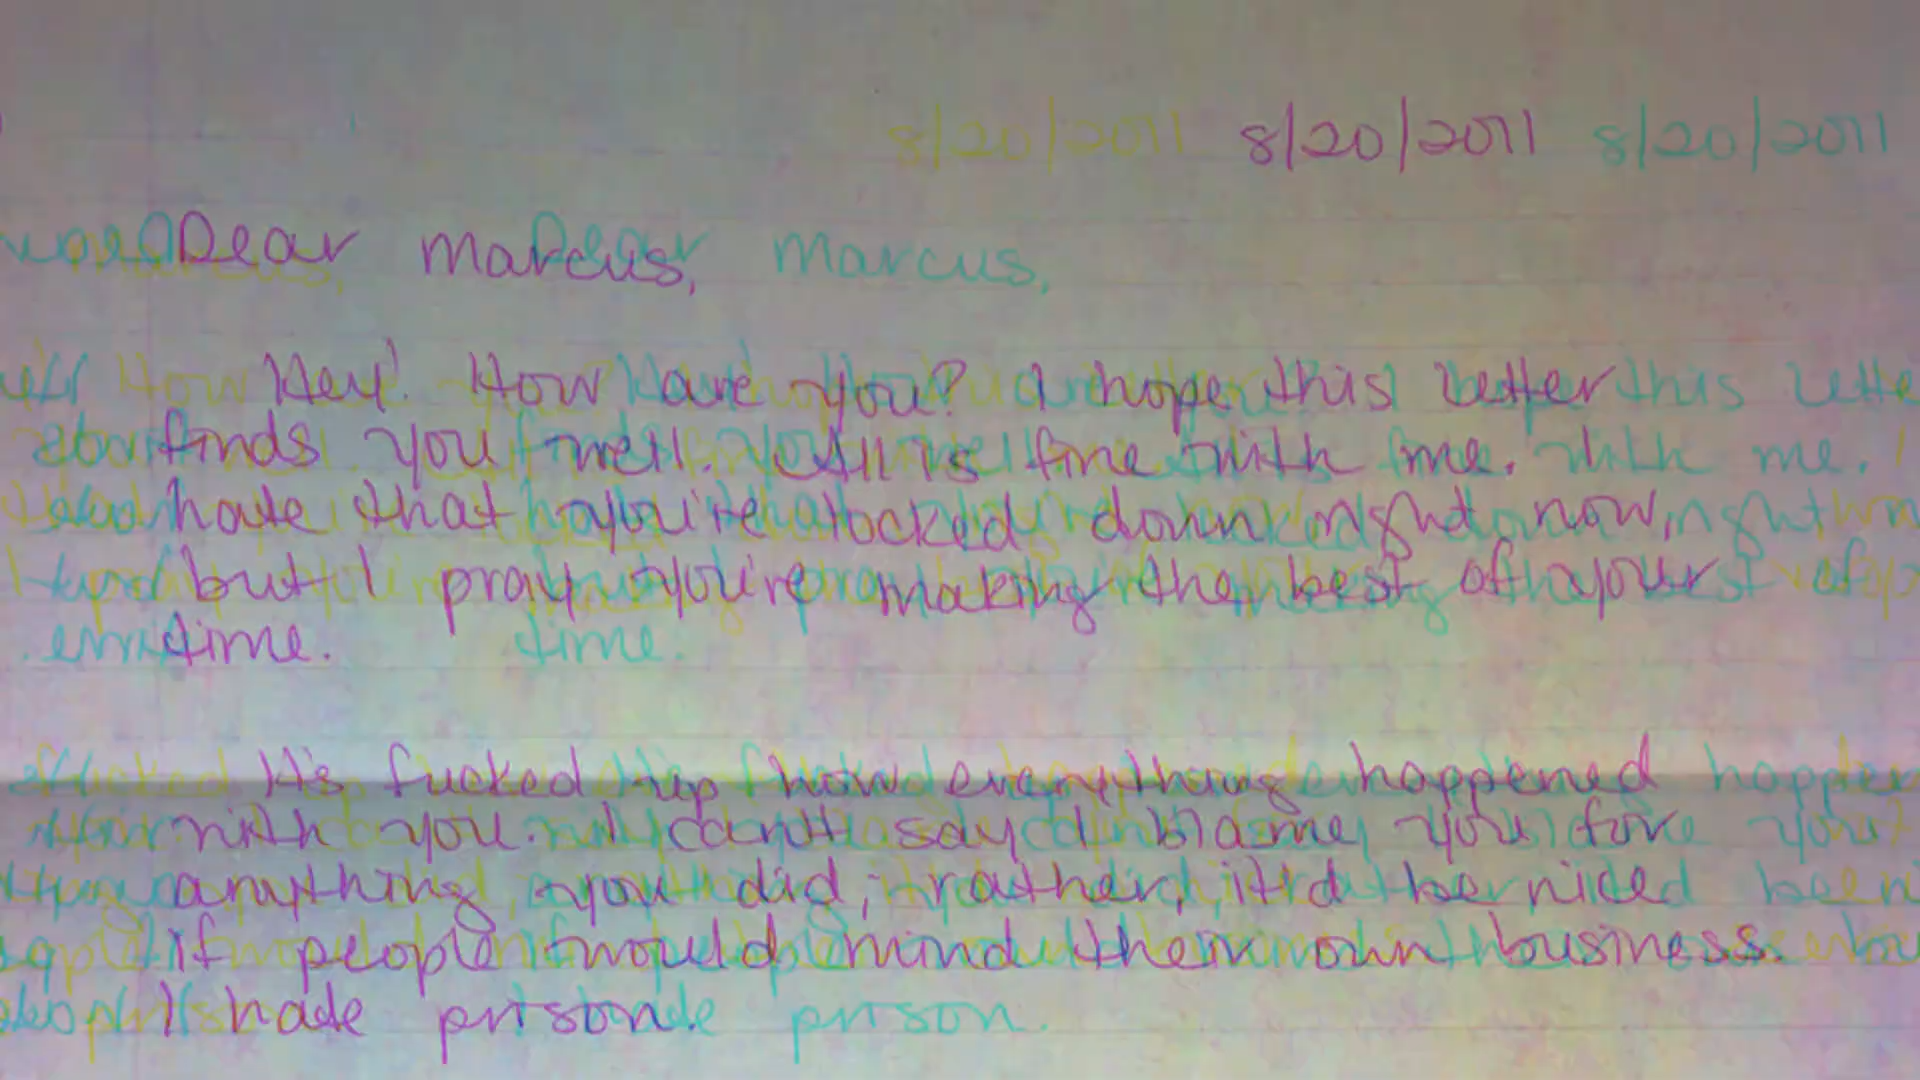 8/20/2011
Dear Marcus,
Hey! How are you? I hope this letter
finds you well. All is fine with me. I
hate that you're locked down right now,
but I pray you're making the best of your
time.
It's fucked up how everything happened
with you. I can't say I blame you for
anything you did, rather, it'd be nice
if people would mind their own business.
I hate prison.